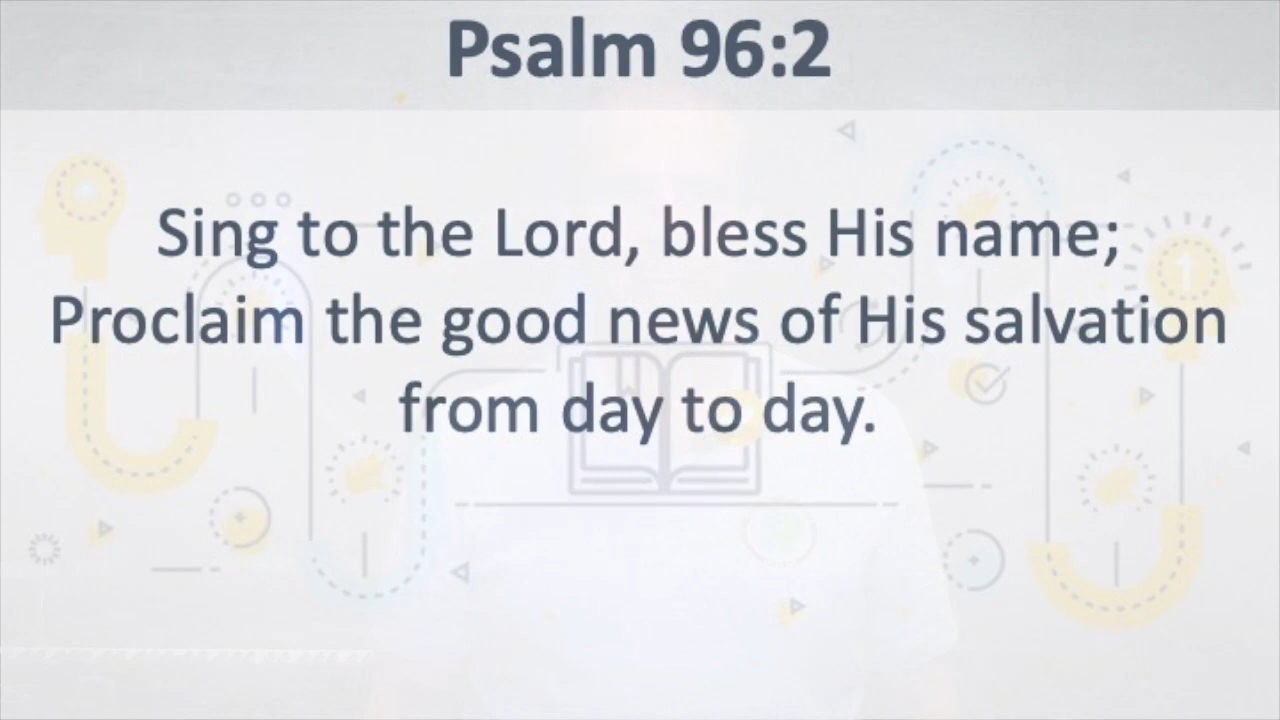 Psalm 96:2
Sing to the Lord, bless His name;
Proclaim the good news of His salvation
from day to day.